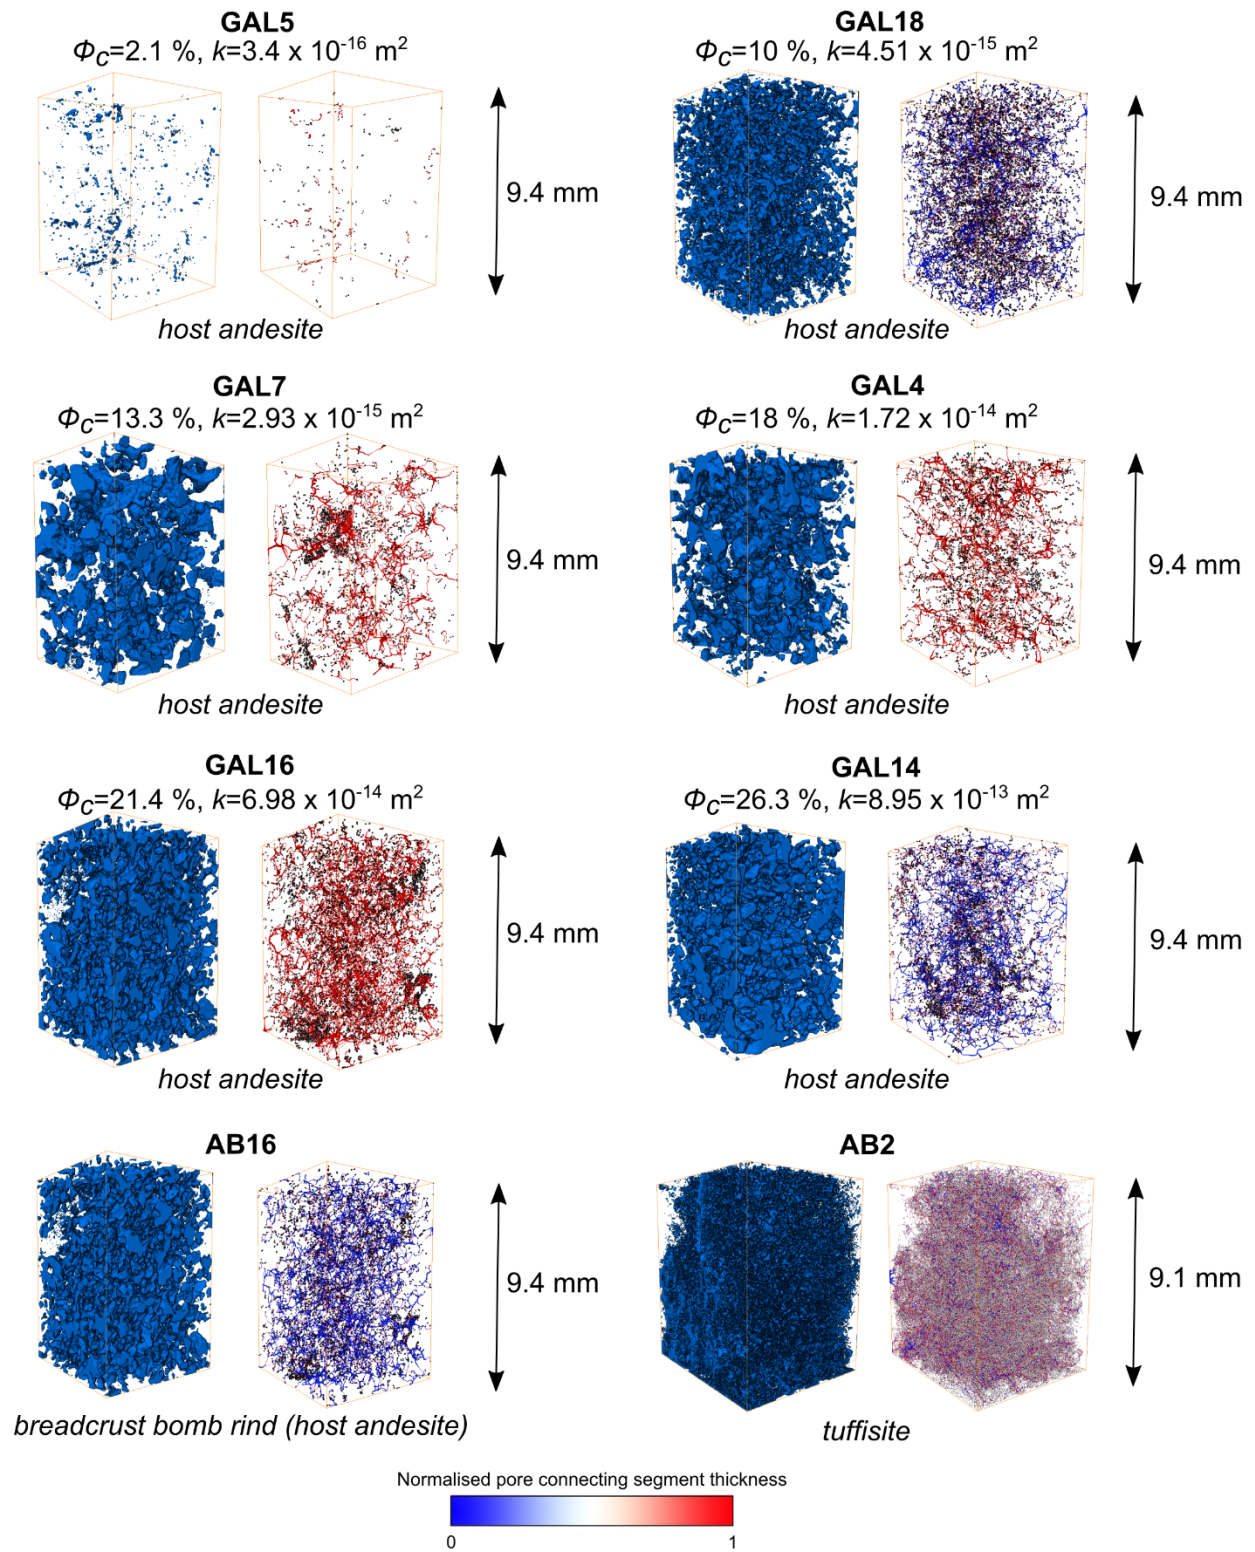 GAL5
Φc=2.1 %, k=3.4 x 10⁻¹⁶ m²
9.4 mm
host andesite
GAL18
Φc=10 %, k=4.51 x 10⁻¹⁵ m²
9.4 mm
host andesite
GAL7
Φc=13.3 %, k=2.93 x 10⁻¹⁵ m²
9.4 mm
host andesite
GAL4
Φc=18 %, k=1.72 x 10⁻¹⁴ m²
9.4 mm
host andesite
GAL16
Φc=21.4 %, k=6.98 x 10⁻¹⁴ m²
9.4 mm
host andesite
GAL14
Φc=26.3 %, k=8.95 x 10⁻¹³ m²
9.4 mm
host andesite
AB16
9.4 mm
breadcrust bomb rind (host andesite)
AB2
9.1 mm
tuffisite
Normalised pore connecting segment thickness
0
1